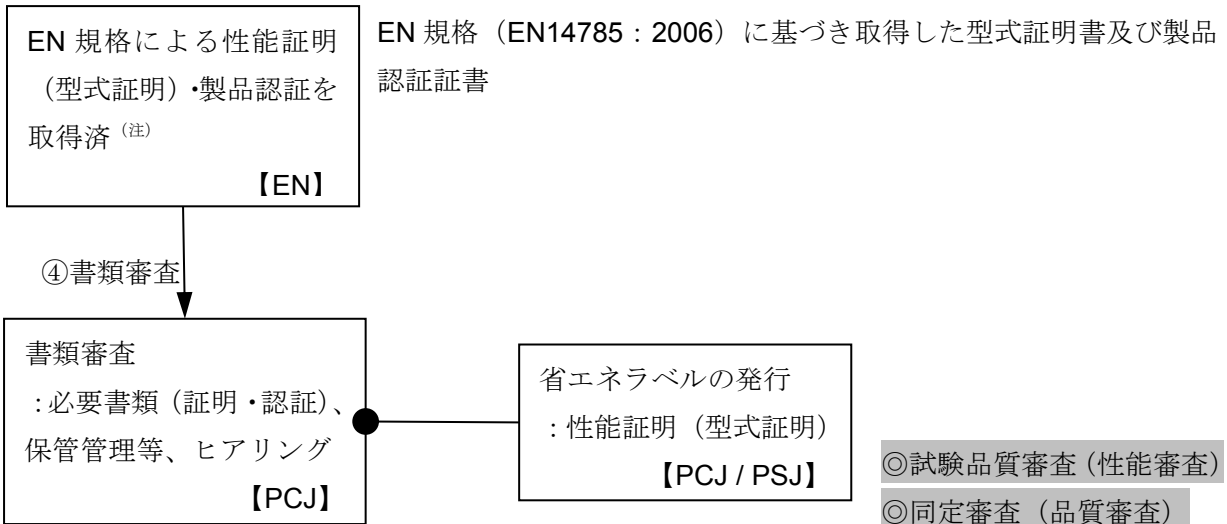 EN 規格による性能証明
（型式証明）・製品認証を
取得済（注）
【EN】
EN 規格（EN14785：2006）に基づき取得した型式証明書及び製品
認証証書
④書類審査
書類審査
：必要書類（証明・認証）、
保管管理等、ヒアリング
【PCJ】
省エネラベルの発行
：性能証明（型式証明）
【PCJ / PSJ】
◎試験品質審査（性能審査）
◎同定審査（品質審査）